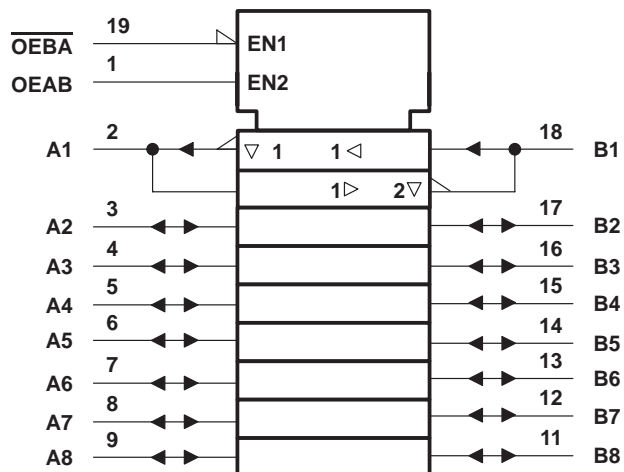 19
OEBA
EN1
1
OEAB
EN2
2
18
A1
▽ 1 1 ◁
B1
1 ▷ 2 ▽
3
17
A2
B2
4
16
A3
B3
5
15
A4
B4
6
14
A5
B5
7
13
A6
B6
8
12
A7
B7
9
11
A8
B8